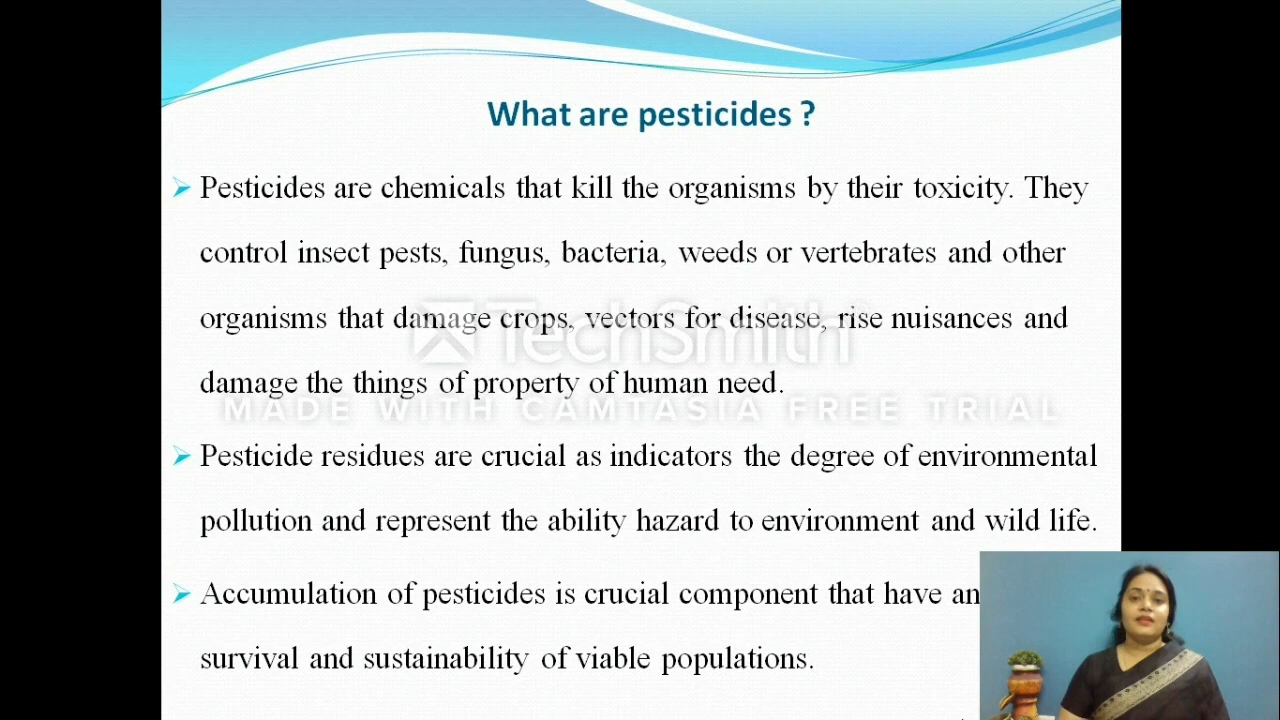 What are pesticides ?
Pesticides are chemicals that kill the organisms by their toxicity. They
control insect pests, fungus, bacteria, weeds or vertebrates and other
organisms that damage crops, vectors for disease, rise nuisances and
TechSmith
damage the things of property of human need.
MADE WITH CAMTASIA FREE TRIAL
Pesticide residues are crucial as indicators the degree of environmental
pollution and represent the ability hazard to environment and wild life.
Accumulation of pesticides is crucial component that have an
survival and sustainability of viable populations.